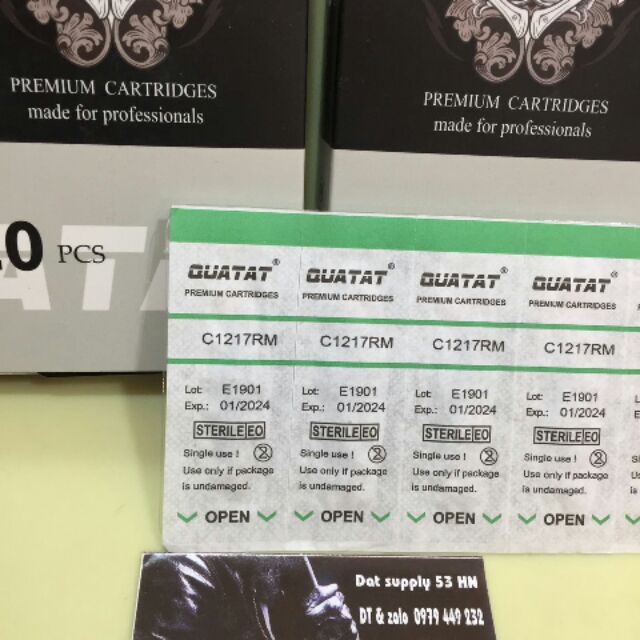 PREMIUM CARTRIDGES
made for professionals
PREMIUM CARTRIDGES
made for professionals
0 PCS
QUATAT® QUATAT® QUATAT® QUATAT®
PREMIUM CARTRIDGES PREMIUM CARTRIDGES PREMIUM CARTRIDGES PREMIUM CARTRIDGES
C1217RM C1217RM C1217RM C1217RM
Lot: E1901 Lot: E1901 Lot: E1901 Lot: E1901
Exp.: 01/2024 Exp.: 01/2024 Exp.: 01/2024 Exp.: 01/2024
STERILE EO STERILE EO STERILE EO STERILE EO
Single use ! Single use ! Single use ! Single use !
Use only if package Use only if package Use only if package Use only if package
is undamaged. is undamaged. is undamaged. is undamaged.
OPEN OPEN OPEN OPEN
Dat supply 53 HN
DT & zalo 0979 449 232